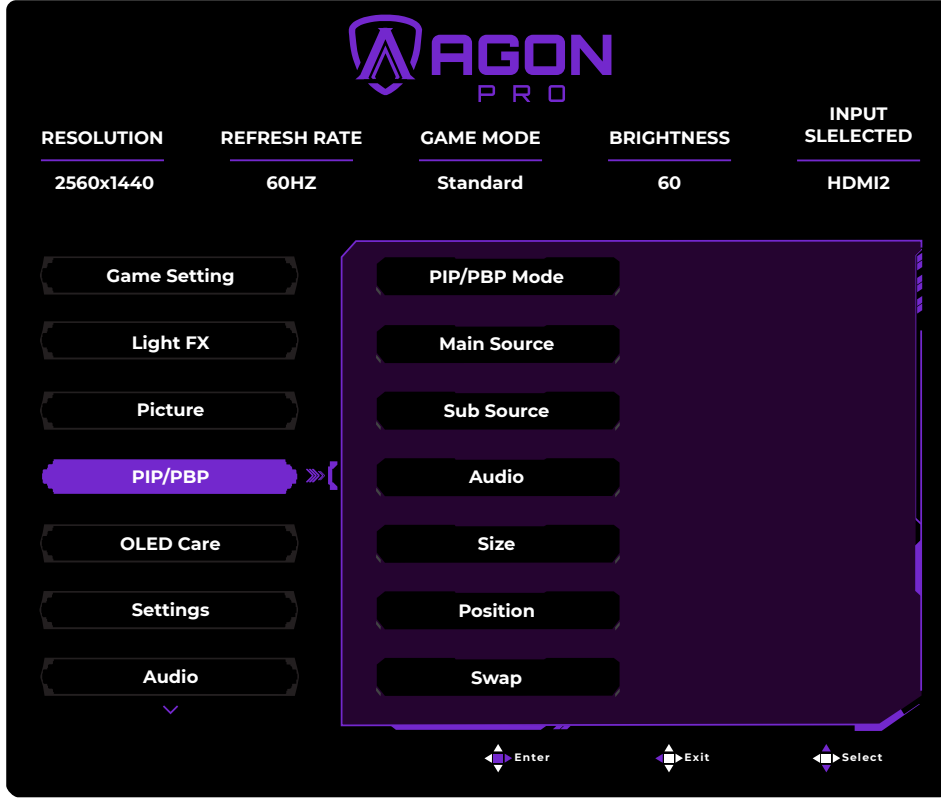 AGON
PRO
RESOLUTION
REFRESH RATE
GAME MODE
BRIGHTNESS
INPUT
SLELECTED
2560x1440
60HZ
Standard
60
HDMI2
Game Setting
Light FX
Picture
PIP/PBP
OLED Care
Settings
Audio
PIP/PBP Mode
Main Source
Sub Source
Audio
Size
Position
Swap
Enter
Exit
Select